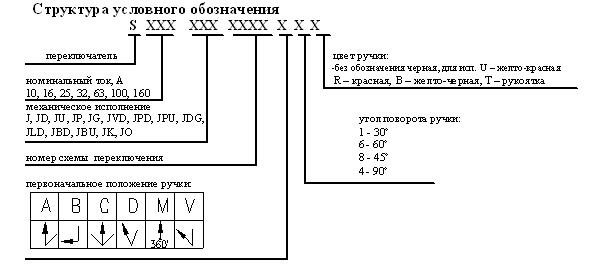 Структура условного обозначения
S XXX XXX XXXX X X X
переключатель
номинальный ток, А
10, 16, 25, 32, 63, 100, 160
механическое исполнение
J, JD, JU, JP, JG, JVD, JPD, JPU, JDG,
JLD, JBD, JBU, JK, JO
номер схемы переключения
первоначальное положение ручки:
A B C D M V
360°
цвет ручки:
-без обозначения черная, для исп. U – желто-красная
R – красная, B – желто-черная, T – рукоятка
угол поворота ручки:
1 - 30°
6 - 60°
8 - 45°
4 - 90°